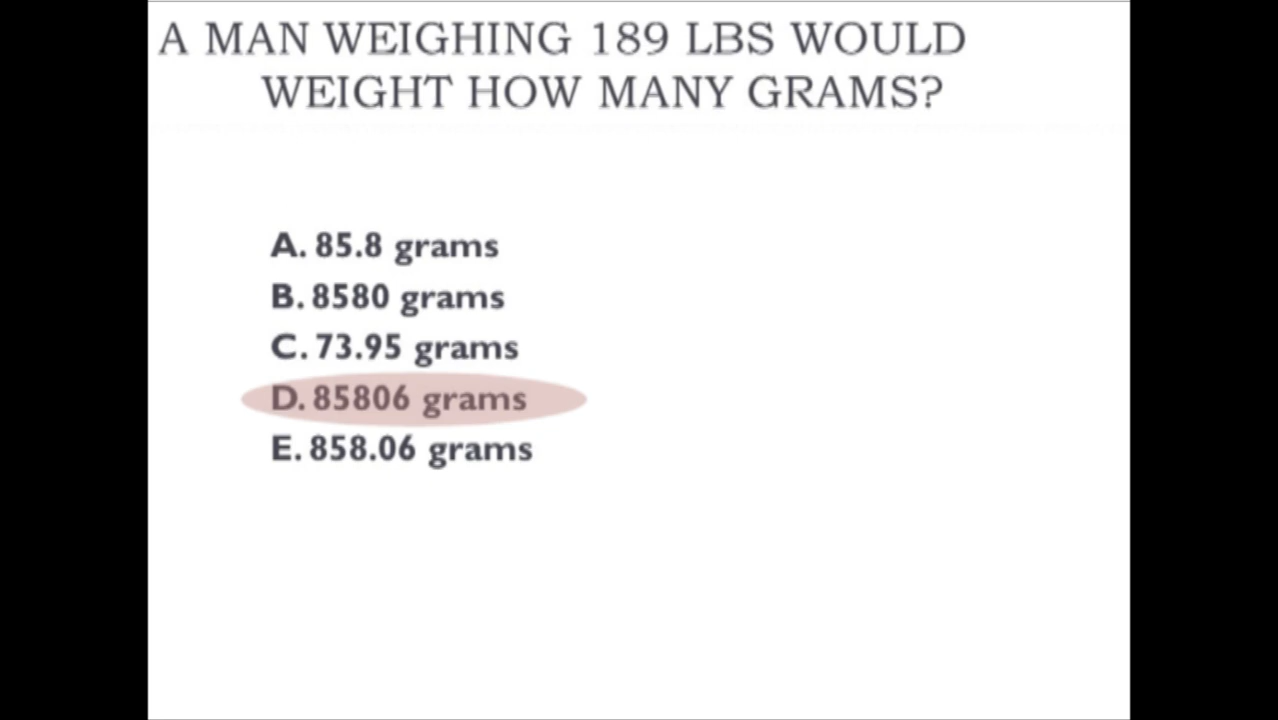 A MAN WEIGHING 189 LBS WOULD
WEIGHT HOW MANY GRAMS?
A. 85.8 grams
B. 8580 grams
C. 73.95 grams
D. 85806 grams
E. 858.06 grams